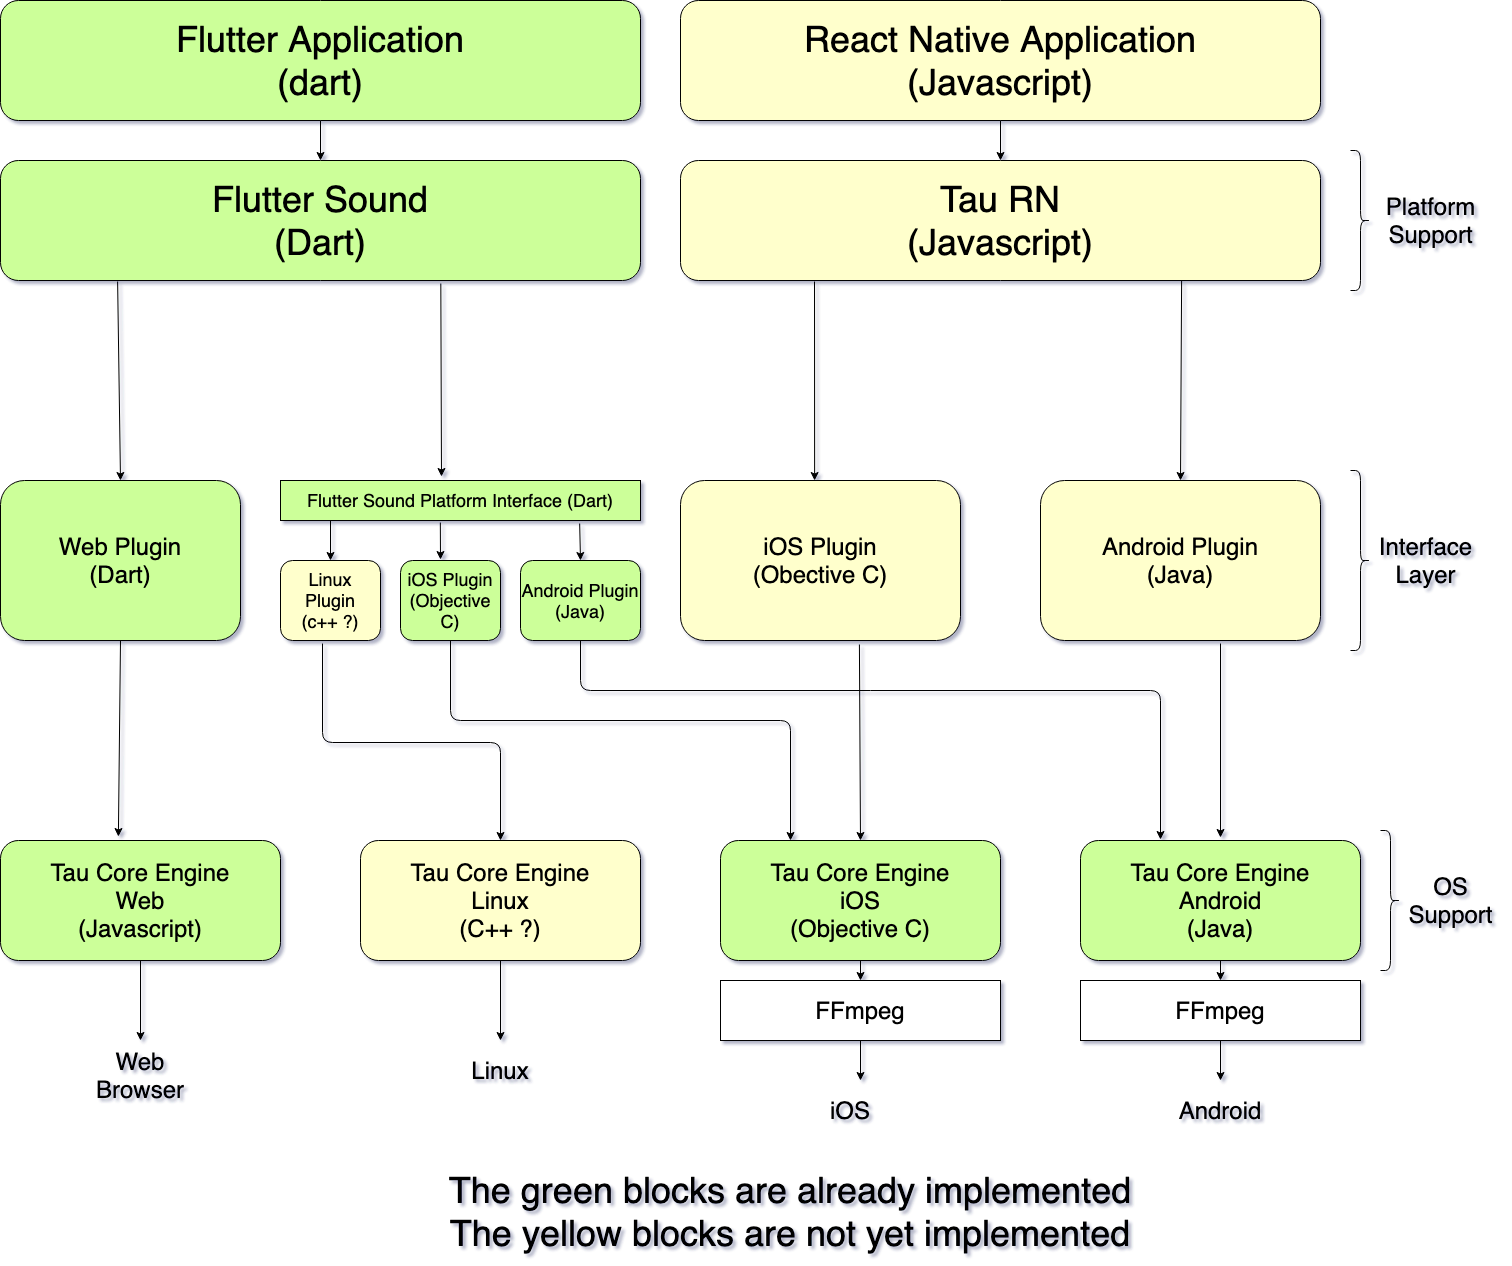 Flutter Application
(dart)
React Native Application
(Javascript)
Flutter Sound
(Dart)
Tau RN
(Javascript)
Platform
Support
Web Plugin
(Dart)
Flutter Sound Platform Interface (Dart)
Linux
Plugin
(c++ ?)
iOS Plugin
(Objective
C)
Android Plugin
(Java)
iOS Plugin
(Obective C)
Android Plugin
(Java)
Interface
Layer
Tau Core Engine
Web
(Javascript)
Tau Core Engine
Linux
(C++ ?)
Tau Core Engine
iOS
(Objective C)
Tau Core Engine
Android
(Java)
OS
Support
FFmpeg
FFmpeg
Web
Browser
Linux
iOS
Android
The green blocks are already implemented
The yellow blocks are not yet implemented